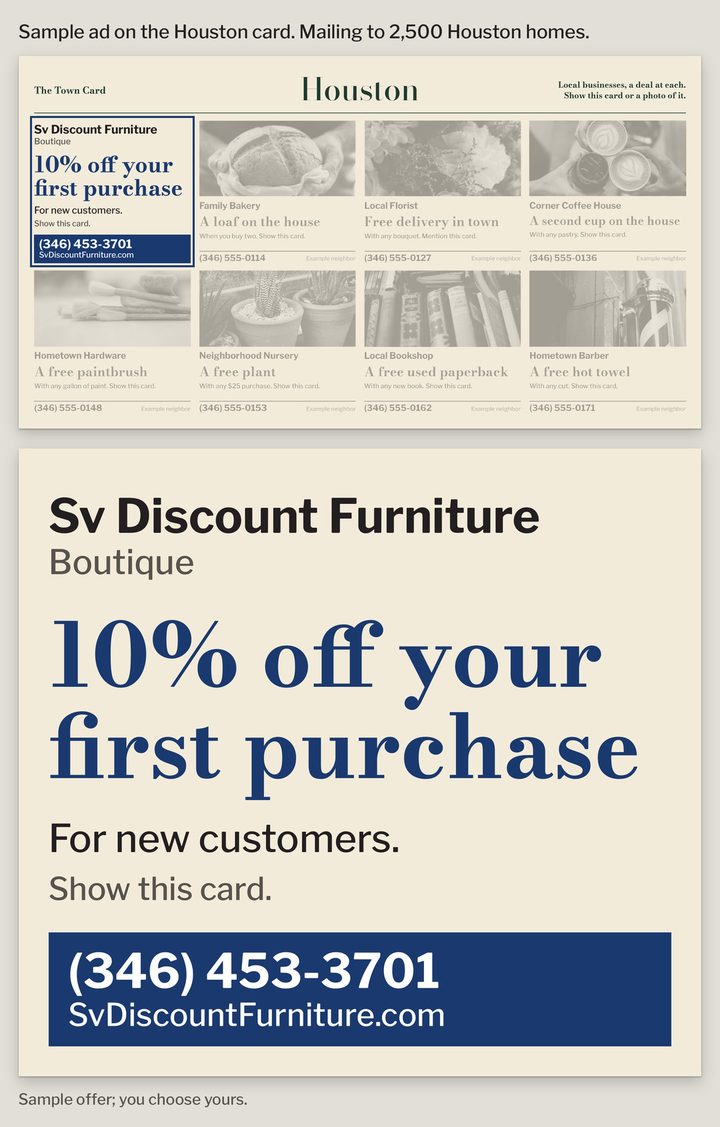 Sample ad on the Houston card. Mailing to 2,500 Houston homes.
The Town Card
Houston
Local businesses, a deal at each.
Show this card or a photo of it.
Sv Discount Furniture
Boutique
10% off your
first purchase
For new customers.
Show this card.
(346) 453-3701
SvDiscountFurniture.com
Family Bakery
A loaf on the house
When you buy two. Show this card.
(346) 555-0114
Example neighbor
Local Florist
Free delivery in town
With any bouquet. Mention this card.
(346) 555-0127
Example neighbor
Corner Coffee House
A second cup on the house
With any pastry. Show this card.
(346) 555-0136
Example neighbor
Hometown Hardware
A free paintbrush
With any gallon of paint. Show this card.
(346) 555-0148
Example neighbor
Neighborhood Nursery
A free plant
With any $25 purchase. Show this card.
(346) 555-0153
Example neighbor
Local Bookshop
A free used paperback
With any new book. Show this card.
(346) 555-0162
Example neighbor
Hometown Barber
A free hot towel
With any cut. Show this card.
(346) 555-0171
Example neighbor
Sv Discount Furniture
Boutique
10% off your
first purchase
For new customers.
Show this card.
(346) 453-3701
SvDiscountFurniture.com
Sample offer; you choose yours.